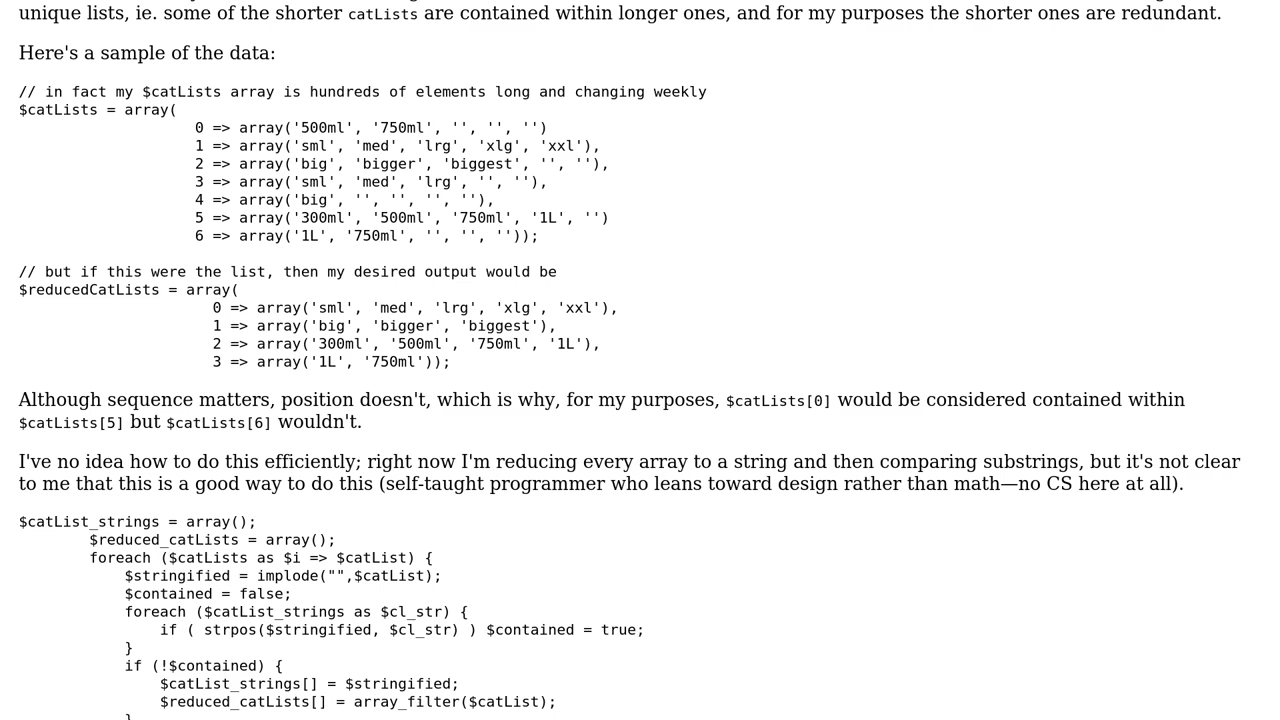 unique lists, ie. some of the shorter catLists are contained within longer ones, and for my purposes the shorter ones are redundant.
Here's a sample of the data:
// in fact my $catLists array is hundreds of elements long and changing weekly
$catLists = array(
                    0 => array('500ml', '750ml', '', '', '')
                    1 => array('sml', 'med', 'lrg', 'xlg', 'xxl'),
                    2 => array('big', 'bigger', 'biggest', '', ''),
                    3 => array('sml', 'med', 'lrg', '', ''),
                    4 => array('big', '', '', '', ''),
                    5 => array('300ml', '500ml', '750ml', '1L', '')
                    6 => array('1L', '750ml', '', '', ''));
// but if this were the list, then my desired output would be
$reducedCatLists = array(
                      0 => array('sml', 'med', 'lrg', 'xlg', 'xxl'),
                      1 => array('big', 'bigger', 'biggest'),
                      2 => array('300ml', '500ml', '750ml', '1L'),
                      3 => array('1L', '750ml'));
Although sequence matters, position doesn't, which is why, for my purposes, $catLists[0] would be considered contained within
$catLists[5] but $catLists[6] wouldn't.
I've no idea how to do this efficiently; right now I'm reducing every array to a string and then comparing substrings, but it's not clear
to me that this is a good way to do this (self-taught programmer who leans toward design rather than math—no CS here at all).
$catList_strings = array();
        $reduced_catLists = array();
        foreach ($catLists as $i => $catList) {
            $stringified = implode("",$catList);
            $contained = false;
            foreach ($catList_strings as $cl_str) {
                if ( strpos($stringified, $cl_str) ) $contained = true;
            }
            if (!$contained) {
                $catList_strings[] = $stringified;
                $reduced_catLists[] = array_filter($catList);
            }